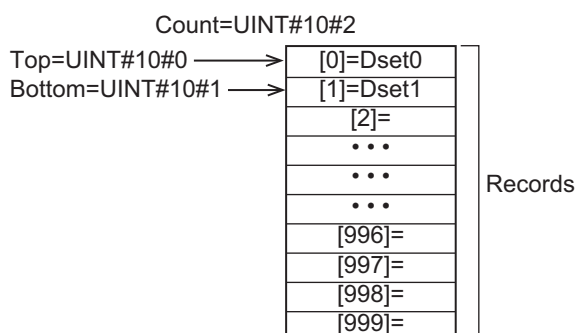 Count=UINT#10#2
Top=UINT#10#0
Bottom=UINT#10#1
[0]=Dset0
[1]=Dset1
[2]=
•••
•••
•••
[996]=
[997]=
[998]=
[999]=
Records